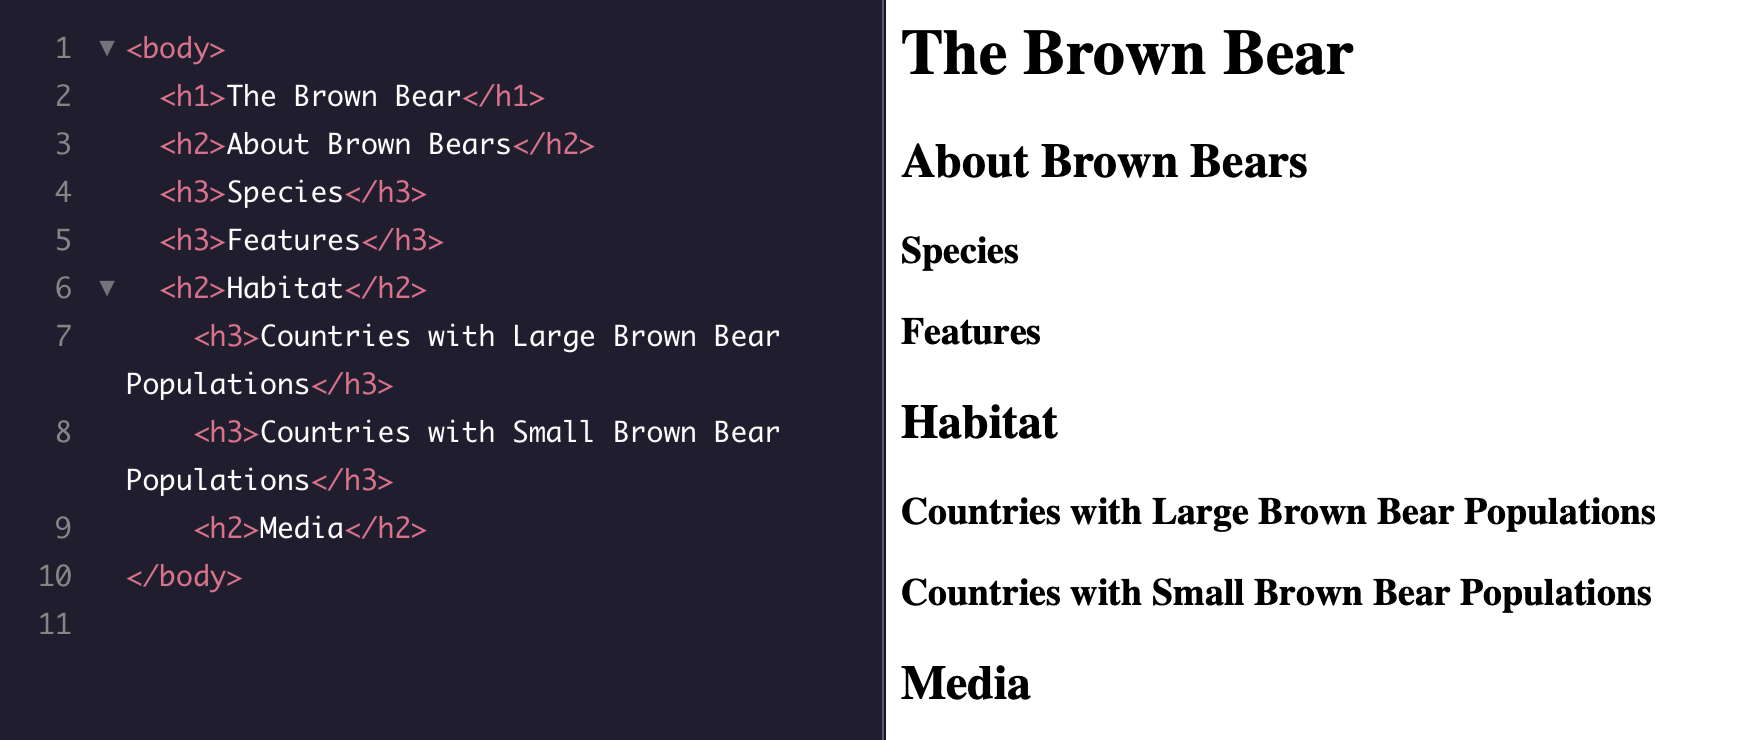 1 ▼ <body>
2 <h1>The Brown Bear</h1>
3 <h2>About Brown Bears</h2>
4 <h3>Species</h3>
5 <h3>Features</h3>
6 ▼ <h2>Habitat</h2>
7 <h3>Countries with Large Brown Bear
Populations</h3>
8 <h3>Countries with Small Brown Bear
Populations</h3>
9 <h2>Media</h2>
10 </body>
11
The Brown Bear
About Brown Bears
Species
Features
Habitat
Countries with Large Brown Bear Populations
Countries with Small Brown Bear Populations
Media